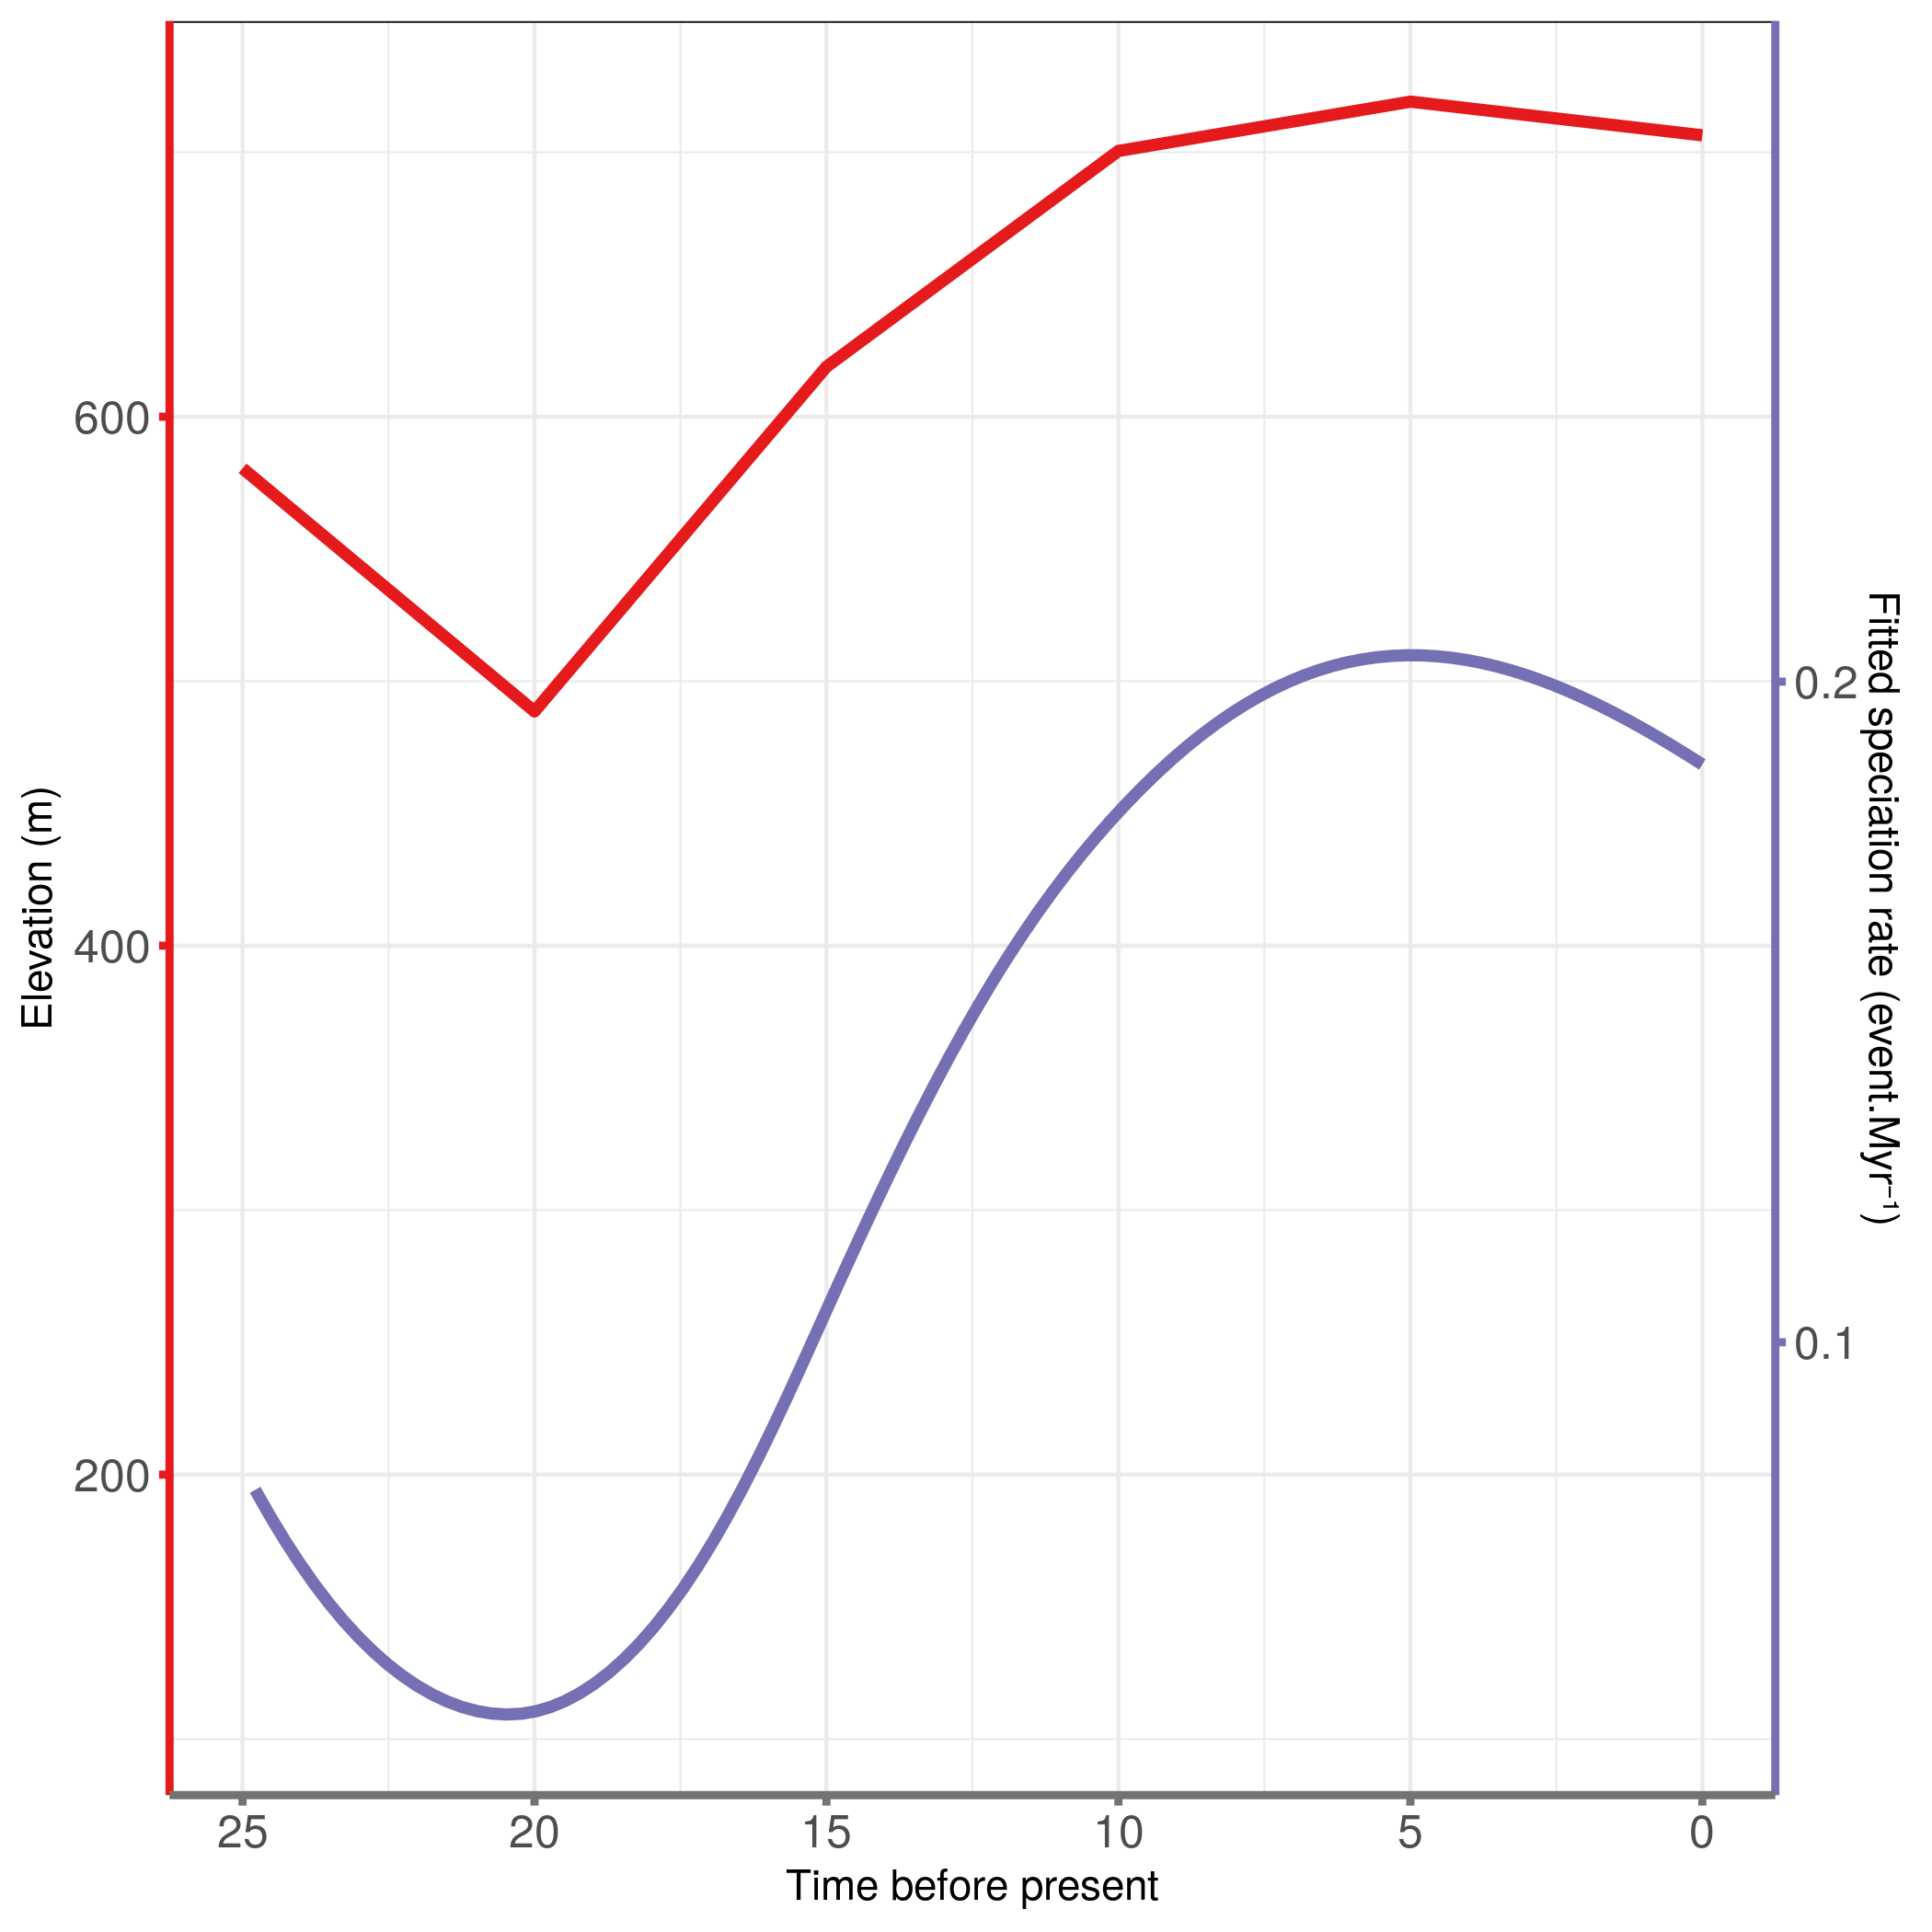 Elevation (m)
600
400
200
0.2
0.1
Fitted speciation rate (event.Myr⁻¹)
25 20 15 10 5 0
Time before present